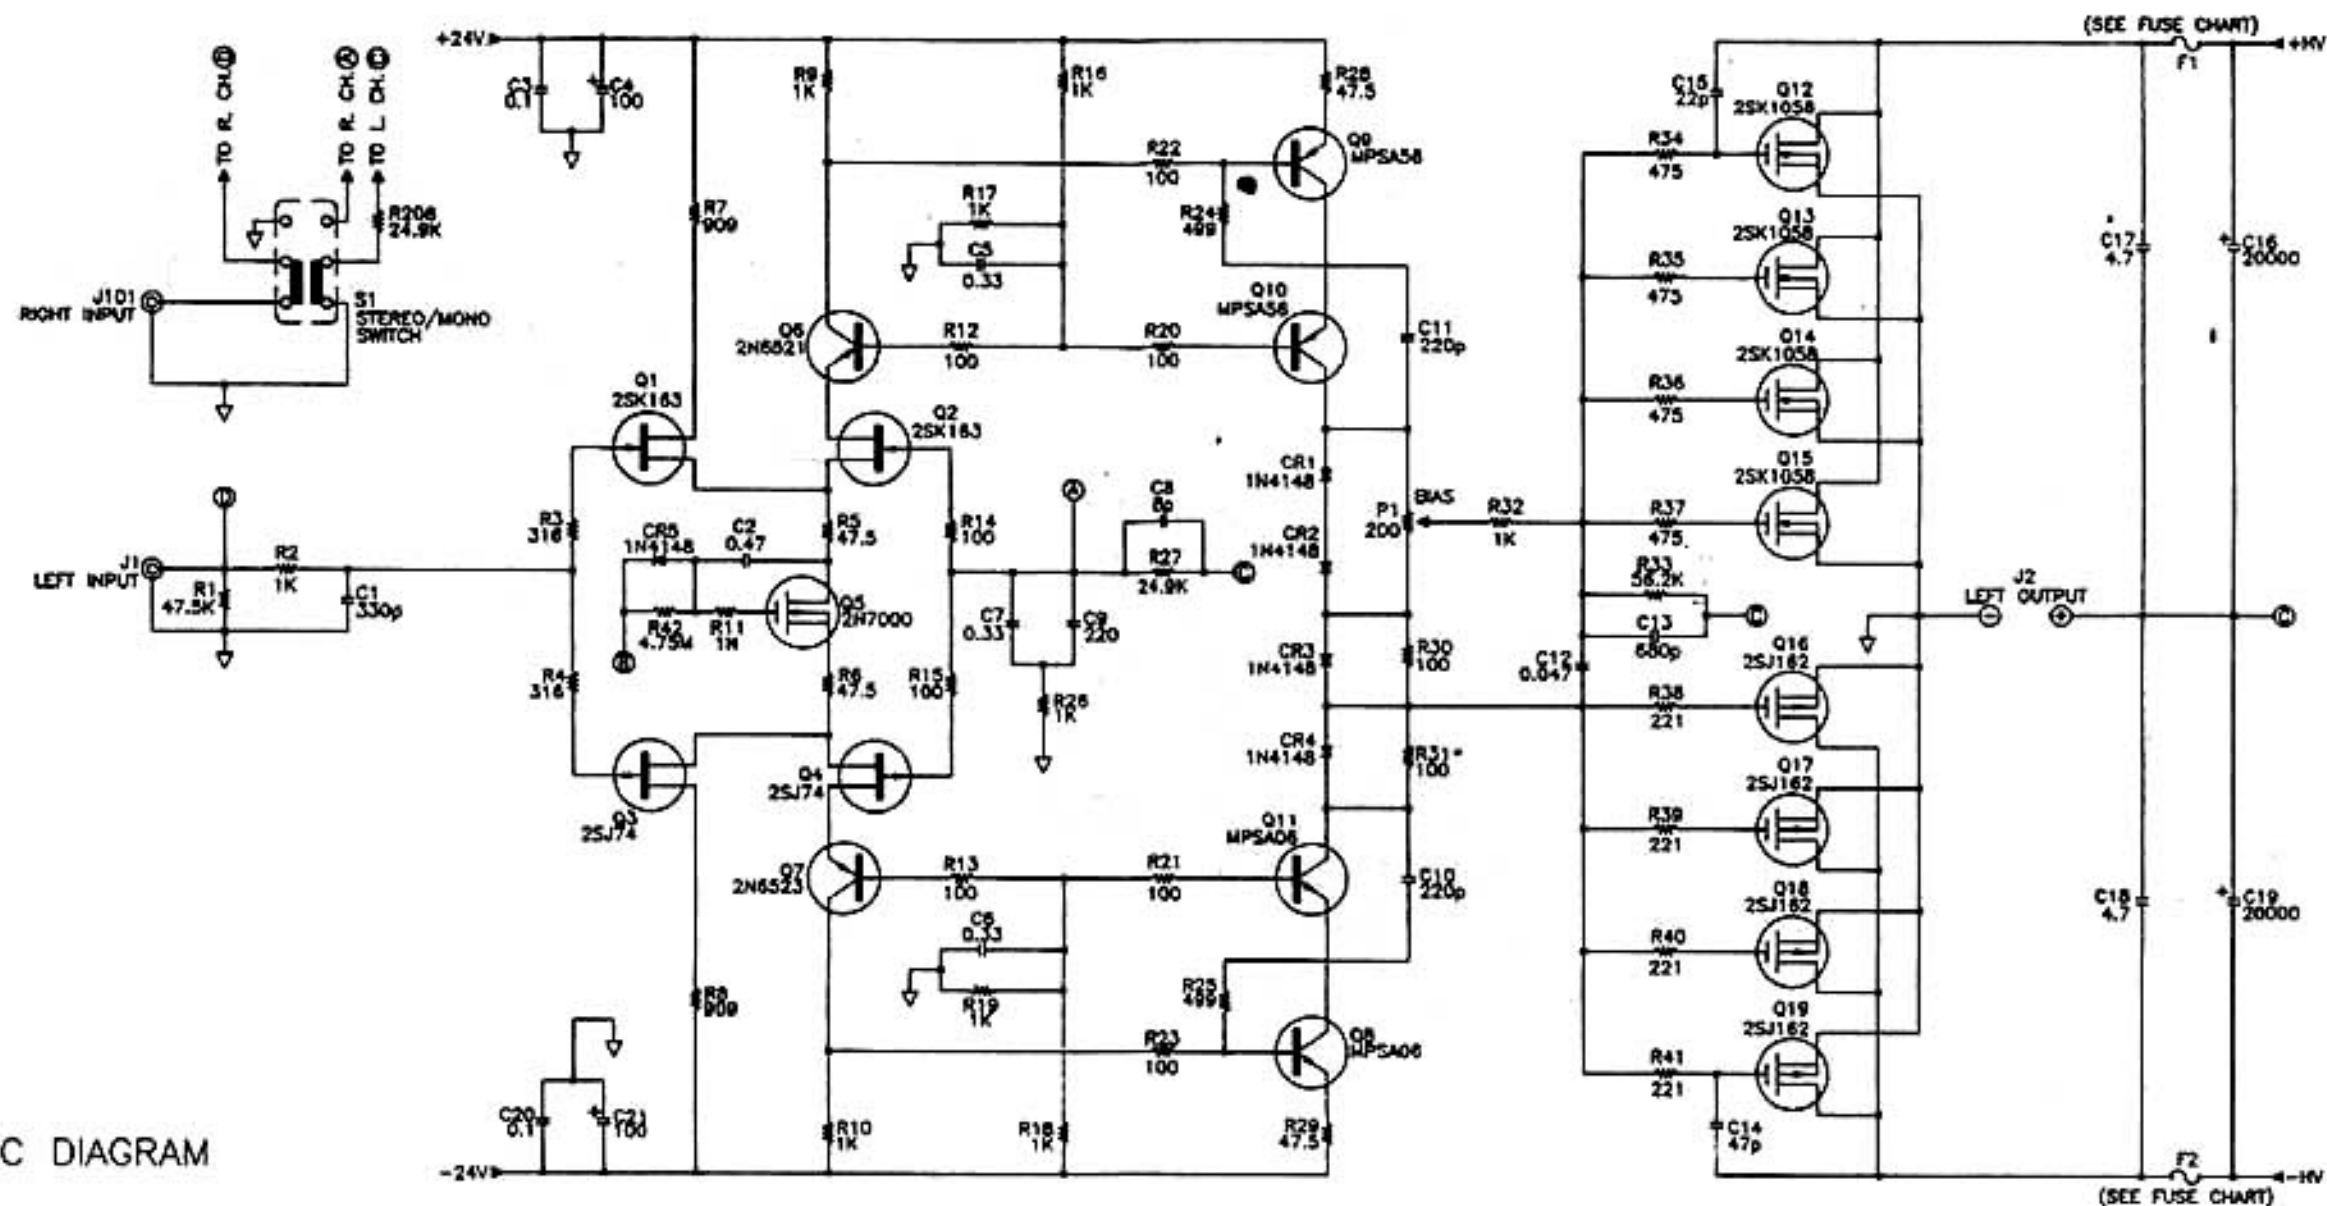 (SEE FUSE CHART)
+24V
+HV
F1
TO R. CH. D
TO R. CH. A
TO L. CH. C
R208
24.9K
J101
RIGHT INPUT
S1
STEREO/MONO
SWITCH
C3
0.1
+
C4
100
R9
1K
R16
1K
R28
47.5
R7
909
R17
1K
C5
0.33
R22
100
R24
499
Q9
MPSA56
Q6
2N6521
R12
100
R20
100
Q10
MPSA56
C11
220p
Q1
2SK163
Q2
2SK163
D
J1
LEFT INPUT
R1
47.5K
R2
1K
C1
330p
R3
316
R4
316
CR5
1N4148
C2
0.47
R5
47.5
R14
100
R42
4.75M
R11
1M
Q5
2N7000
R6
47.5
R15
100
A
C7
0.33
C9
220
R26
1K
C8
8p
R27
24.9K
C
CR1
1N4148
CR2
1N4148
CR3
1N4148
CR4
1N4148
P1
200
BIAS
R32
1K
R30
100
R31*
100
Q3
2SJ74
Q4
2SJ74
Q7
2N6523
R13
100
R21
100
Q11
MPSA06
C10
220p
C6
0.33
R19
1K
R25
499
R23
100
Q8
MPSA06
R8
909
C20
0.1
+
C21
100
R10
1K
R18
1K
R29
47.5
-24V
C15
22p
Q12
2SK1058
R34
475
Q13
2SK1058
R35
475
Q14
2SK1058
R36
475
Q15
2SK1058
R37
475
R33
56.2K
C13
680p
C
C12
0.047
Q16
2SJ162
R38
221
Q17
2SJ162
R39
221
Q18
2SJ162
R40
221
Q19
2SJ162
R41
221
C14
47p
C17
4.7
+
C16
20000
J2
LEFT OUTPUT
- +
C18
4.7
+
C19
20000
F2
-HV
(SEE FUSE CHART)
C DIAGRAM